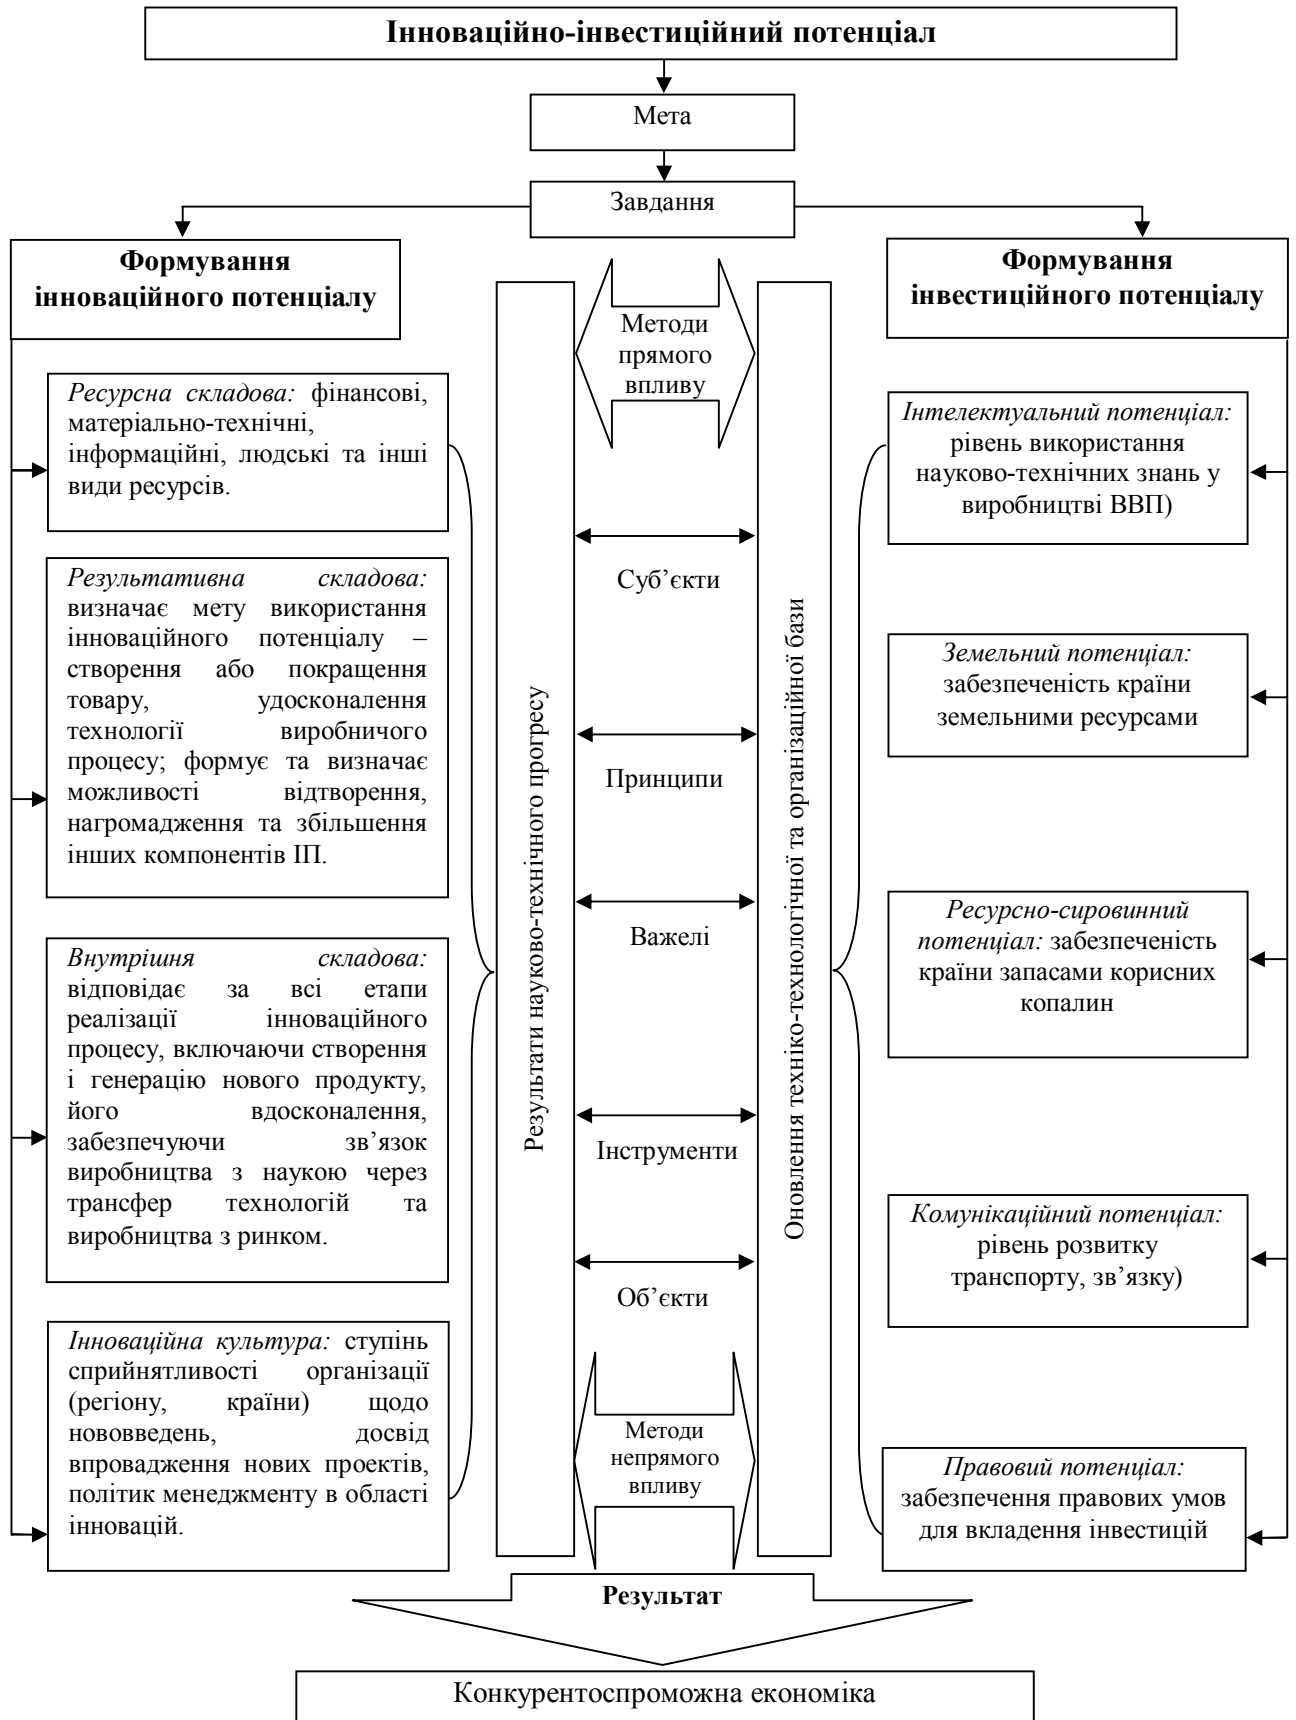 Інноваційно-інвестиційний потенціал
Мета
Завдання
Формування
інноваційного потенціалу
Ресурсна складова: фінансові,
матеріально-технічні,
інформаційні, людські та інші
види ресурсів.
Результативна складова:
визначає мету використання
інноваційного потенціалу –
створення або покращення
товару, удосконалення
технології виробничого
процесу; формує та визначає
можливості відтворення,
нагромадження та збільшення
інших компонентів ІП.
Внутрішня складова:
відповідає за всі етапи
реалізації інноваційного
процесу, включаючи створення
і генерацію нового продукту,
його вдосконалення,
забезпечуючи зв’язок
виробництва з наукою через
трансфер технологій та
виробництва з ринком.
Інноваційна культура: ступінь
сприйнятливості організації
(регіону, країни) щодо
нововведень, досвід
впровадження нових проектів,
політик менеджменту в області
інновацій.
Результати науково-технічного прогресу
Методи
прямого
впливу
Суб’єкти
Принципи
Важелі
Інструменти
Об’єкти
Методи
непрямого
впливу
Оновлення техніко-технологічної та організаційної бази
Формування
інвестиційного потенціалу
Інтелектуальний потенціал:
рівень використання
науково-технічних знань у
виробництві ВВП)
Земельний потенціал:
забезпеченість країни
земельними ресурсами
Ресурсно-сировинний
потенціал: забезпеченість
країни запасами корисних
копалин
Комунікаційний потенціал:
рівень розвитку
транспорту, зв’язку)
Правовий потенціал:
забезпечення правових умов
для вкладення інвестицій
Результат
Конкурентоспроможна економіка